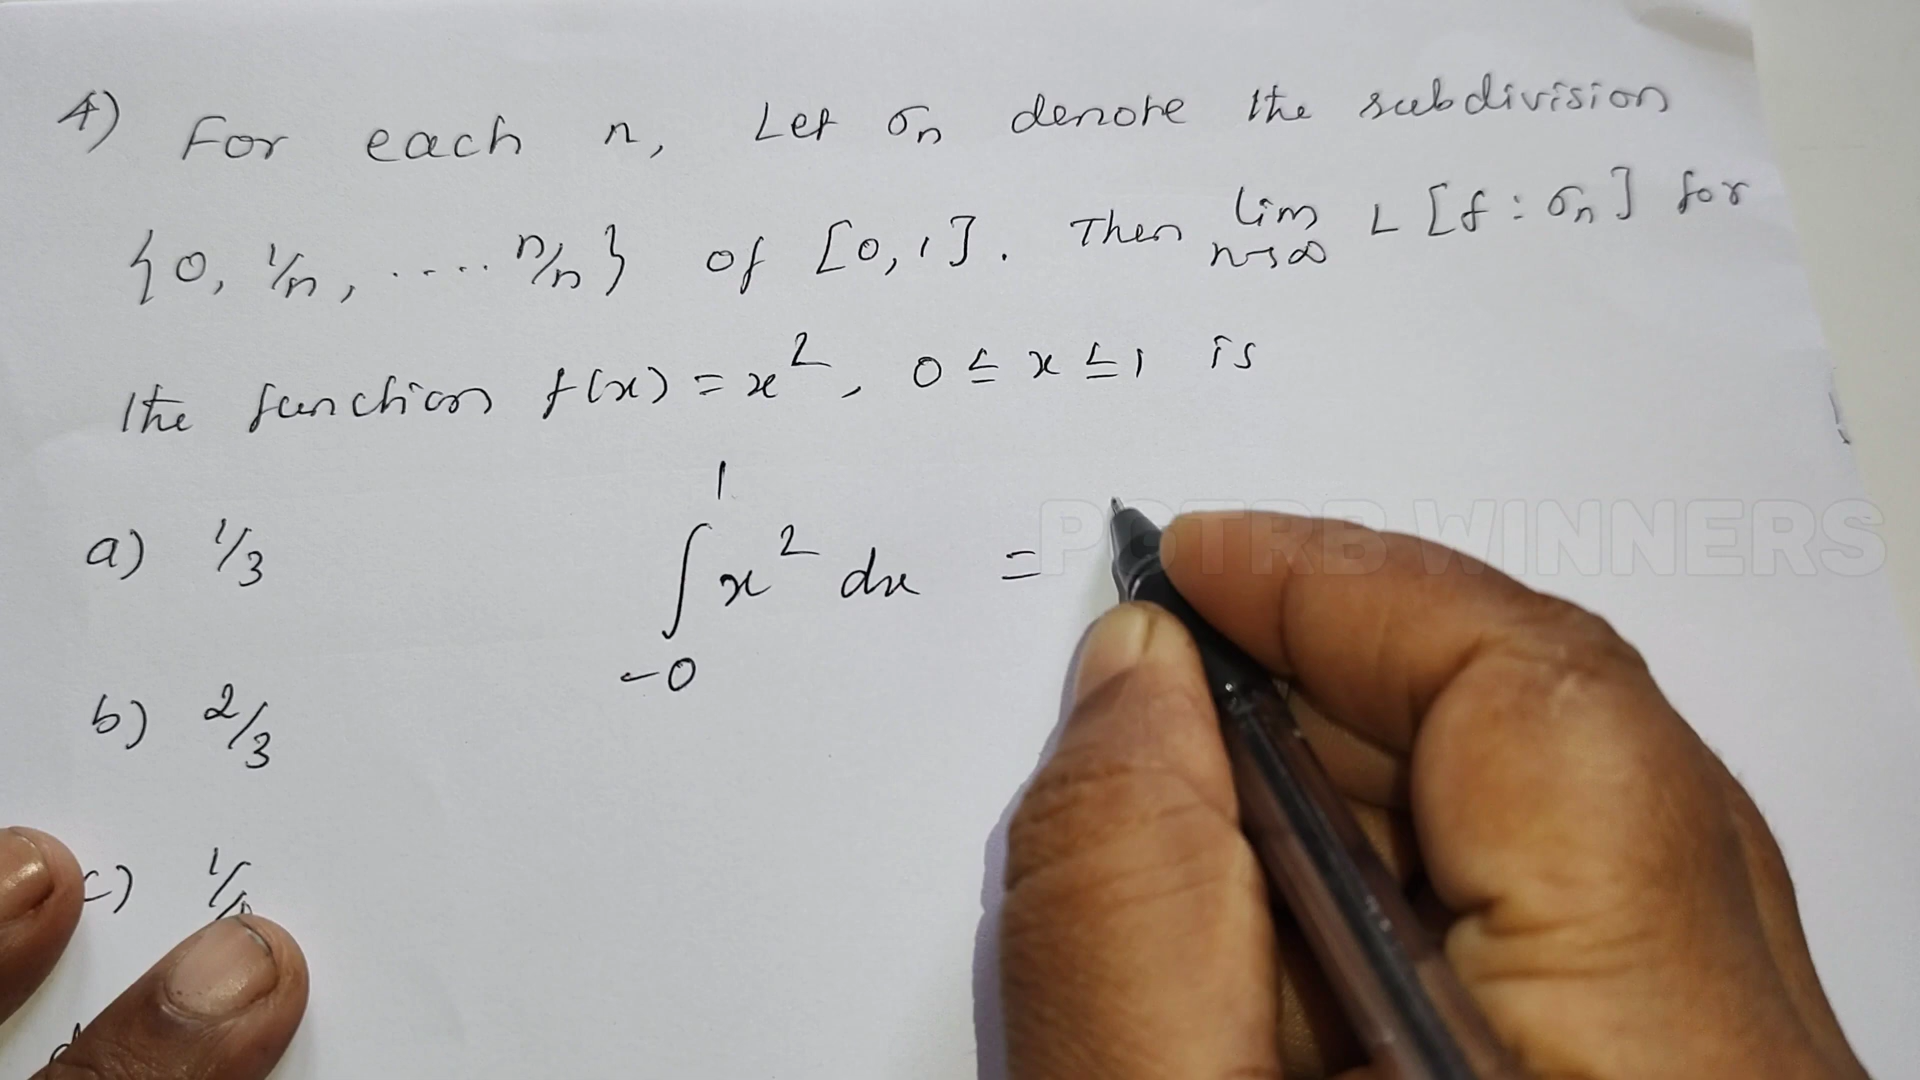 4) For each n, Let σn denote the subdivision
{0, 1/n, .... n/n} of [0,1]. Then lim n→∞ L [f : σn] for
the function f(x) = x², 0 ≤ x ≤ 1 is
a) 1/3
∫ 0 1 x² dx =
b) 2/3
c)
PGTRB WINNERS